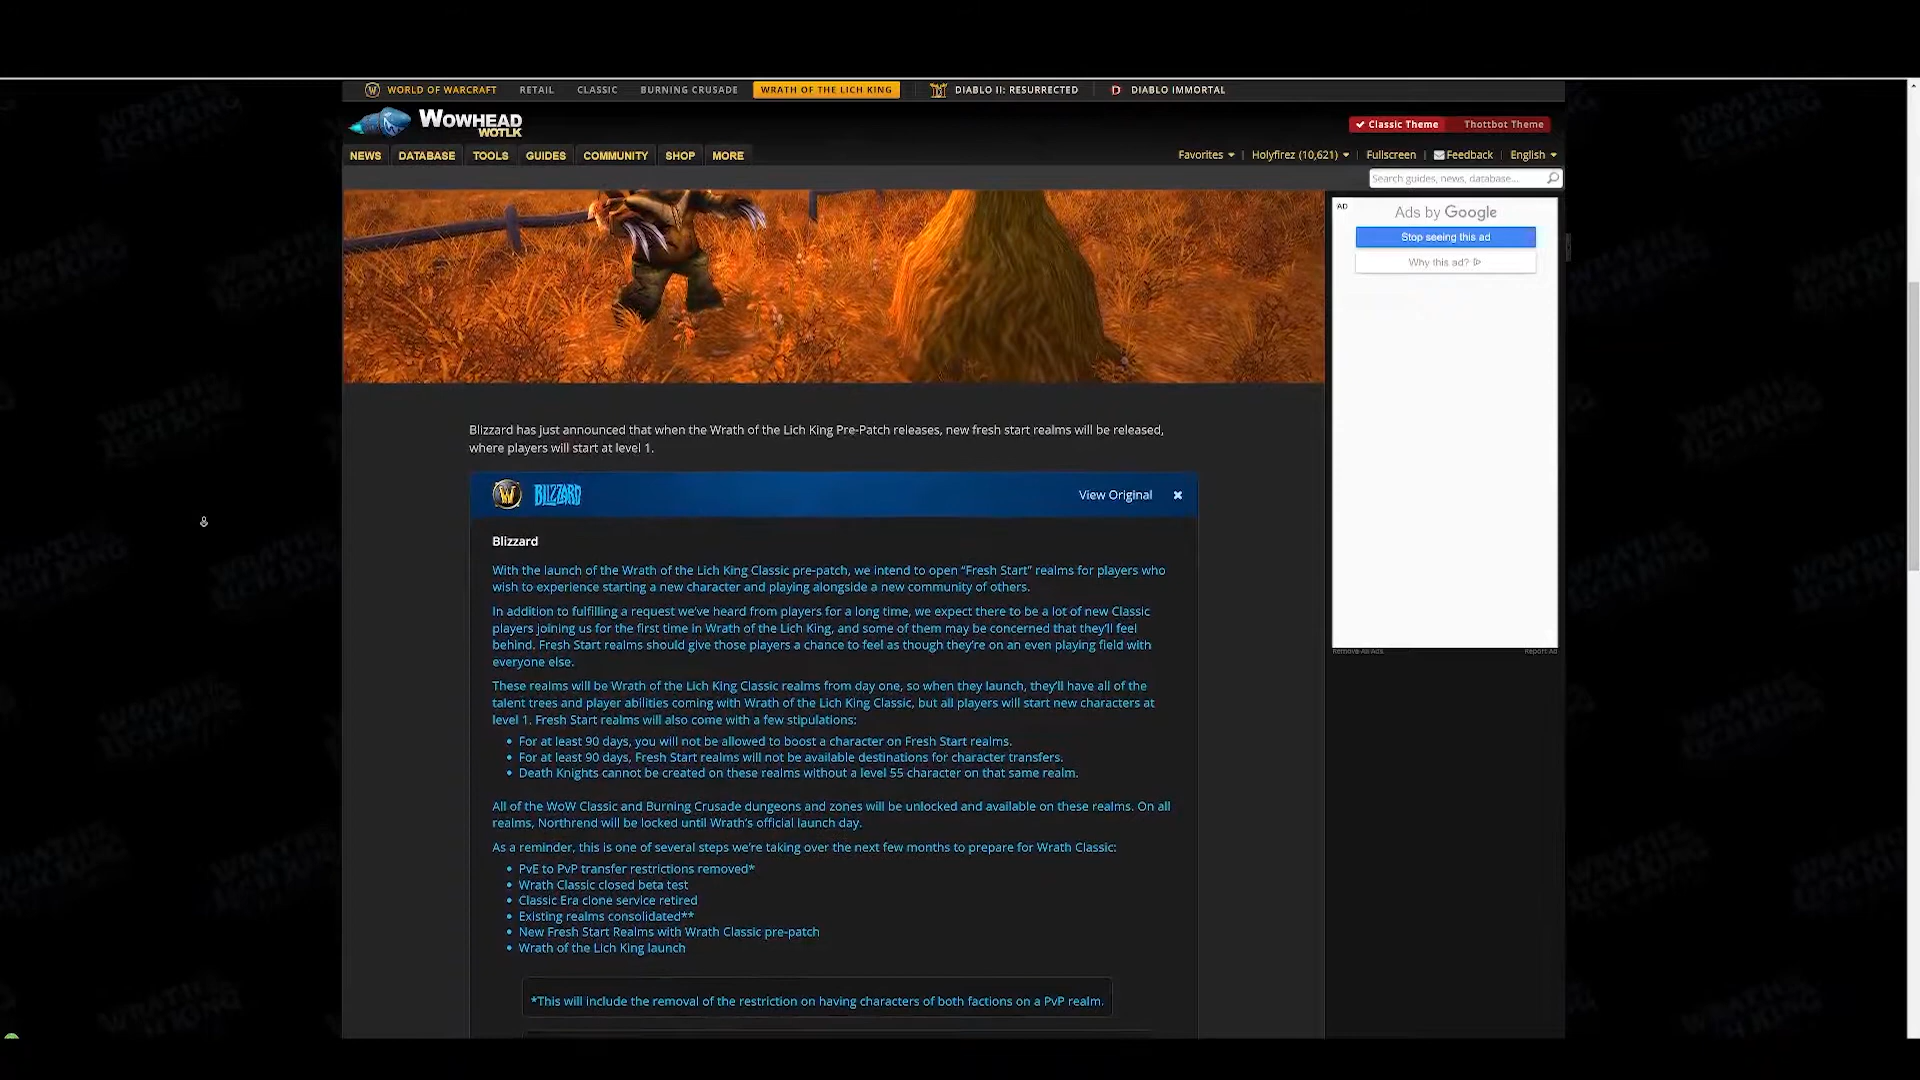 WORLD OF WARCRAFT RETAIL CLASSIC BURNING CRUSADE WRATH OF THE LICH KING DIABLO II: RESURRECTED DIABLO IMMORTAL
WOWHEAD
WOTLK
Classic Theme Thottbot Theme
NEWS DATABASE TOOLS GUIDES COMMUNITY SHOP MORE
Favorites Holyfirez (10,621) Fullscreen Feedback English
Search guides, news, database...
AD
Ads by Google
Stop seeing this ad
Why this ad?
Remove All Ads Report Ad
Blizzard has just announced that when the Wrath of the Lich King Pre-Patch releases, new fresh start realms will be released,
where players will start at level 1.
BLIZZARD View Original
Blizzard
With the launch of the Wrath of the Lich King Classic pre-patch, we intend to open “Fresh Start” realms for players who
wish to experience starting a new character and playing alongside a new community of others.
In addition to fulfilling a request we’ve heard from players for a long time, we expect there to be a lot of new Classic
players joining us for the first time in Wrath of the Lich King, and some of them may be concerned that they’ll feel
behind. Fresh Start realms should give those players a chance to feel as though they’re on an even playing field with
everyone else.
These realms will be Wrath of the Lich King Classic realms from day one, so when they launch, they’ll have all of the
talent trees and player abilities coming with Wrath of the Lich King Classic, but all players will start new characters at
level 1. Fresh Start realms will also come with a few stipulations:
• For at least 90 days, you will not be allowed to boost a character on Fresh Start realms.
• For at least 90 days, Fresh Start realms will not be available destinations for character transfers.
• Death Knights cannot be created on these realms without a level 55 character on that same realm.
All of the WoW Classic and Burning Crusade dungeons and zones will be unlocked and available on these realms. On all
realms, Northrend will be locked until Wrath’s official launch day.
As a reminder, this is one of several steps we’re taking over the next few months to prepare for Wrath Classic:
• PvE to PvP transfer restrictions removed*
• Wrath Classic closed beta test
• Classic Era clone service retired
• Existing realms consolidated**
• New Fresh Start Realms with Wrath Classic pre-patch
• Wrath of the Lich King launch
*This will include the removal of the restriction on having characters of both factions on a PvP realm.